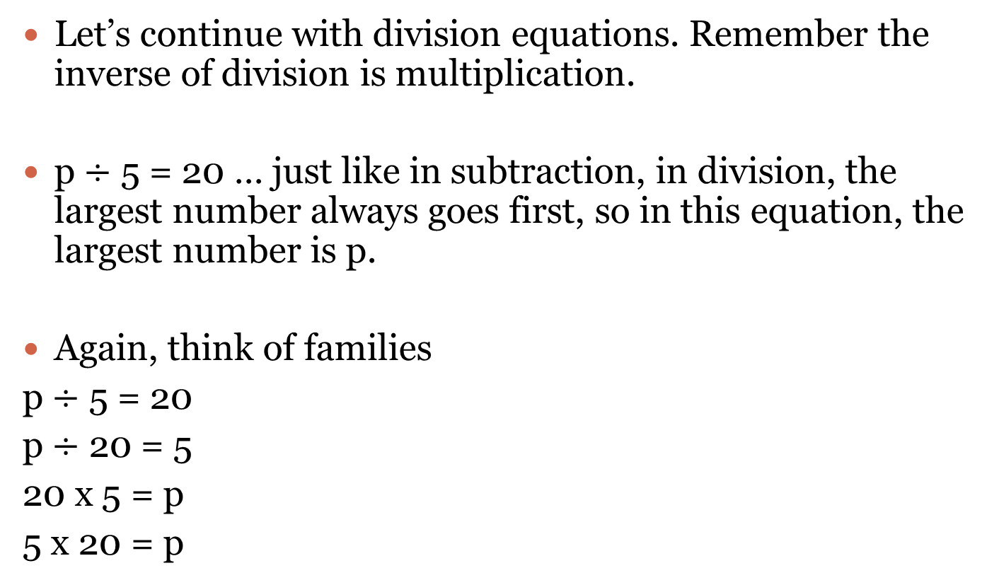 • Let’s continue with division equations. Remember the
inverse of division is multiplication.
• p ÷ 5 = 20 … just like in subtraction, in division, the
largest number always goes first, so in this equation, the
largest number is p.
• Again, think of families
p ÷ 5 = 20
p ÷ 20 = 5
20 x 5 = p
5 x 20 = p